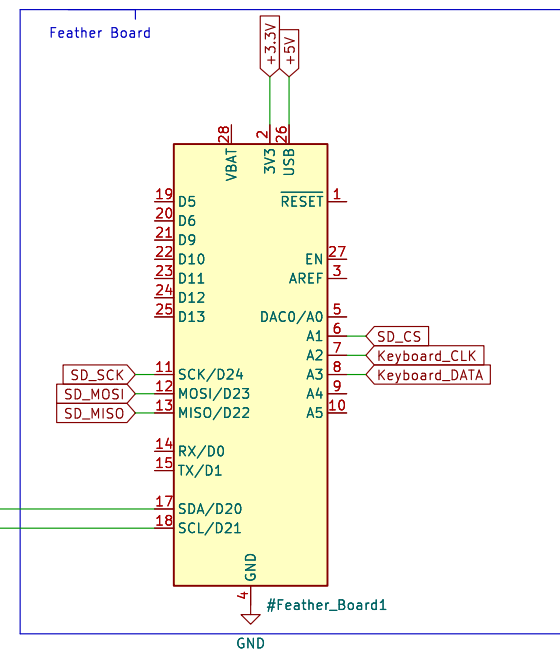 Feather Board
+3.3V
+5V
28
2
26
VBAT
3V3
USB
19 D5
RESET 1
20 D6
21 D9
22 D10
EN 27
23 D11
AREF 3
24 D12
25 D13
DAC0/A0 5
A1 6 SD_CS
A2 7 Keyboard_CLK
SD_SCK 11 SCK/D24
A3 8 Keyboard_DATA
SD_MOSI 12 MOSI/D23
A4 9
SD_MISO 13 MISO/D22
A5 10
14 RX/D0
15 TX/D1
17 SDA/D20
18 SCL/D21
GND
4
#Feather_Board1
GND